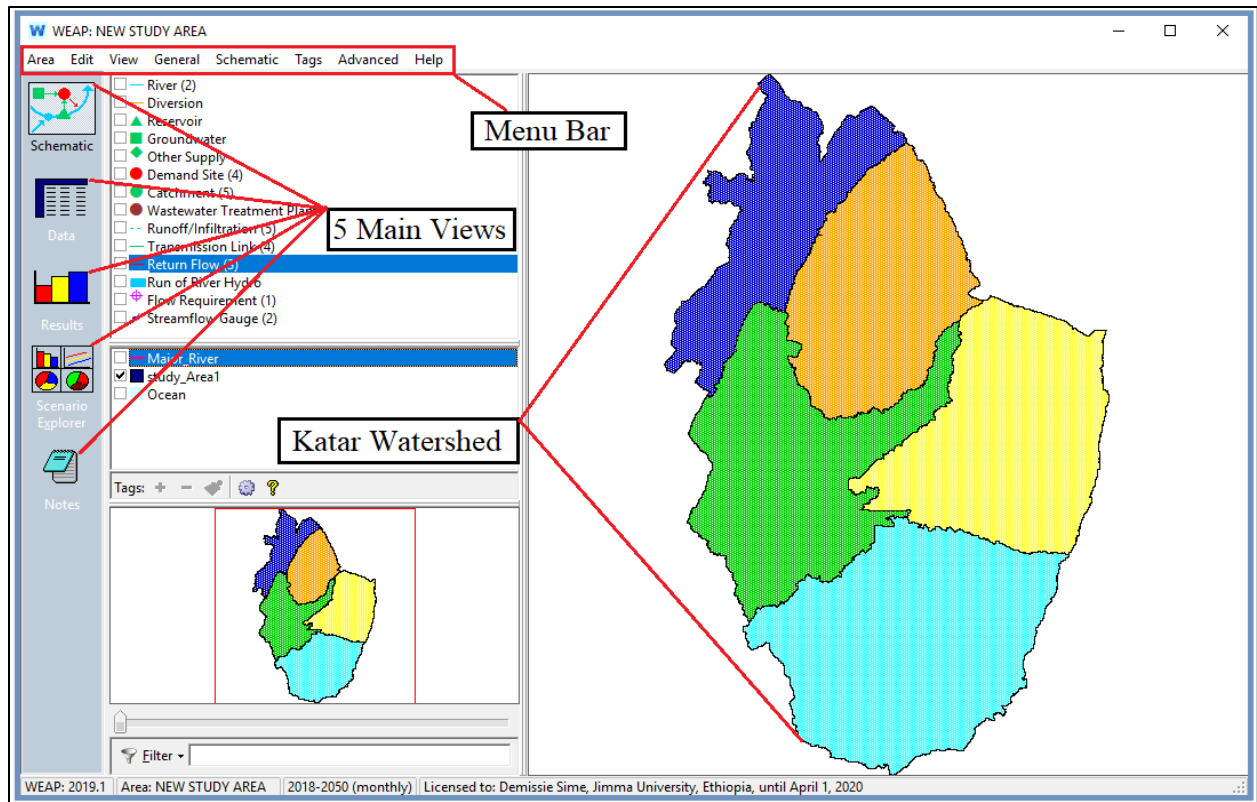 WEAP: NEW STUDY AREA
Area Edit View General Schematic Tags Advanced Help
Menu Bar
Schematic
Data
Results
Scenario
Explorer
Notes
5 Main Views
River (2)
Diversion
Reservoir
Groundwater
Other Supply
Demand Site (4)
Catchment (5)
Wastewater Treatment Plan
Runoff/Infiltration (5)
Transmission Link (4)
Return Flow (3)
Run of River Hydro
Flow Requirement (1)
Streamflow Gauge (2)
Major_River
study_Area1
Ocean
Katar Watershed
Tags:
Filter
WEAP: 2019.1 Area: NEW STUDY AREA 2018-2050 (monthly) Licensed to: Demissie Sime, Jimma University, Ethiopia, until April 1, 2020